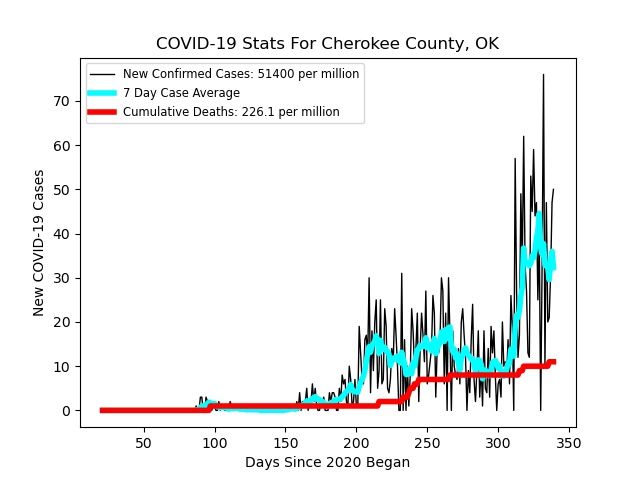 COVID-19 Stats For Cherokee County, OK
New Confirmed Cases: 51400 per million
7 Day Case Average
Cumulative Deaths: 226.1 per million
New COVID-19 Cases
70
60
50
40
30
20
10
0
50 100 150 200 250 300 350
Days Since 2020 Began